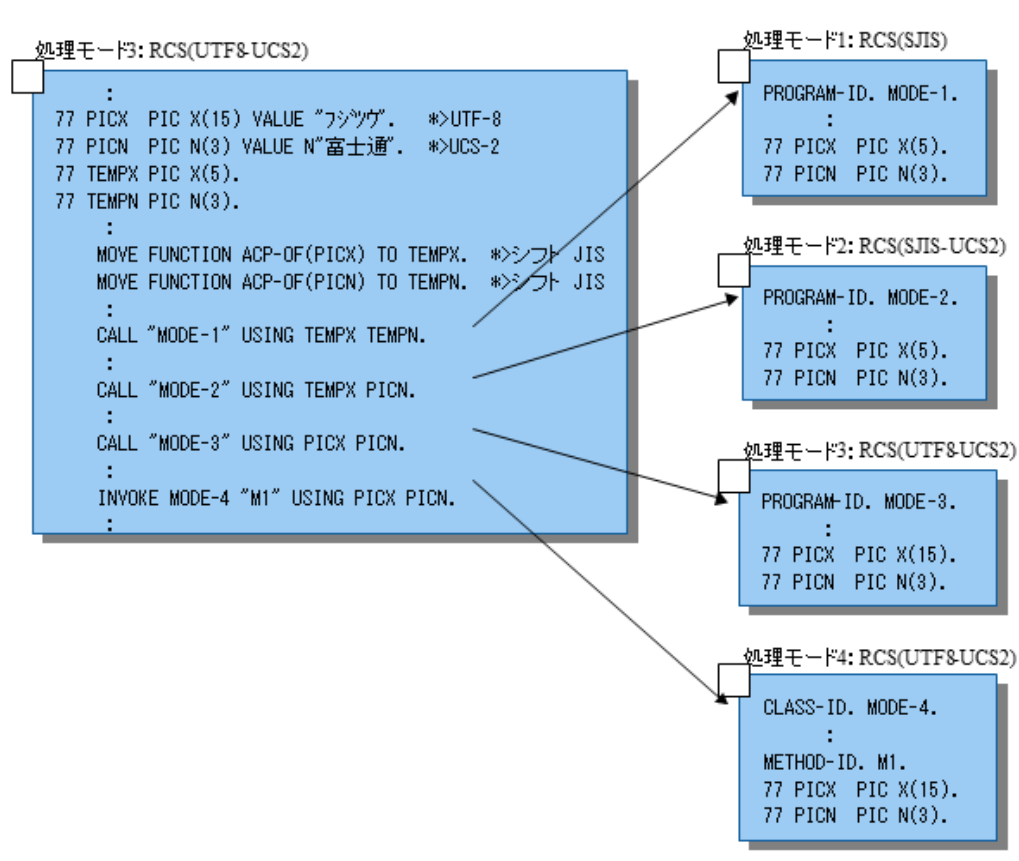 処理モード3: RCS(UTF8-UCS2)
:
77 PICX  PIC X(15) VALUE "フジツウ".   *>UTF-8
77 PICN  PIC N(3) VALUE N"富士通".  *>UCS-2
77 TEMPX PIC X(5).
77 TEMPN PIC N(3).
:
MOVE FUNCTION ACP-OF(PICX) TO TEMPX.  *>シフト JIS
MOVE FUNCTION ACP-OF(PICN) TO TEMPN.  *>シフト JIS
:
CALL "MODE-1" USING TEMPX TEMPN.
:
CALL "MODE-2" USING TEMPX PICN.
:
CALL "MODE-3" USING PICX PICN.
:
INVOKE MODE-4 "M1" USING PICX PICN.
:
処理モード1: RCS(SJIS)
PROGRAM-ID. MODE-1.
:
77 PICX  PIC X(5).
77 PICN  PIC N(3).
処理モード2: RCS(SJIS-UCS2)
PROGRAM-ID. MODE-2.
:
77 PICX  PIC X(5).
77 PICN  PIC N(3).
処理モード3: RCS(UTF8-UCS2)
PROGRAM-ID. MODE-3.
:
77 PICX  PIC X(15).
77 PICN  PIC N(3).
処理モード4: RCS(UTF8-UCS2)
CLASS-ID. MODE-4.
:
METHOD-ID. M1.
77 PICX  PIC X(15).
77 PICN  PIC N(3).